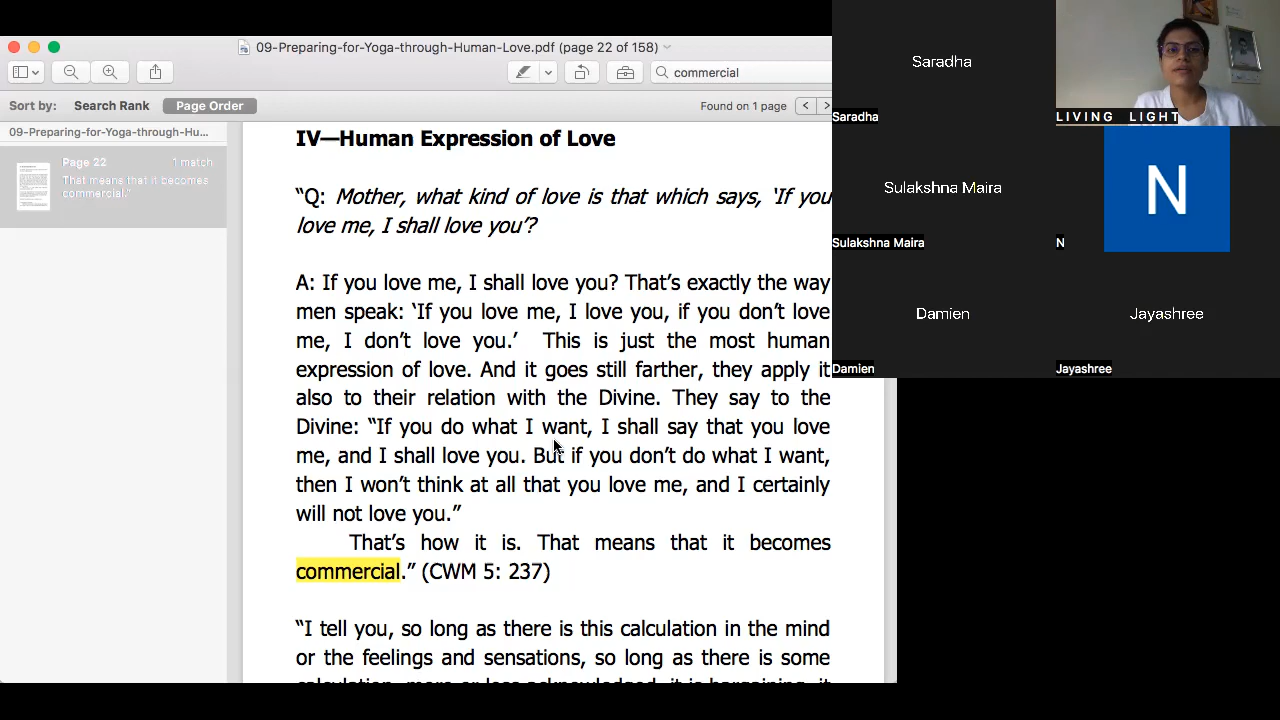 09-Preparing-for-Yoga-through-Human-Love.pdf (page 22 of 158)
commercial
Sort by: Search Rank Page Order
Found on 1 page
09-Preparing-for-Yoga-through-Hu...
Page 22 1 match
That means that it becomes
commercial."
IV—Human Expression of Love
“Q: Mother, what kind of love is that which says, ‘If you
love me, I shall love you’?
A: If you love me, I shall love you? That’s exactly the way
men speak: ‘If you love me, I love you, if you don’t love
me, I don’t love you.’ This is just the most human
expression of love. And it goes still farther, they apply it
also to their relation with the Divine. They say to the
Divine: “If you do what I want, I shall say that you love
me, and I shall love you. But if you don’t do what I want,
then I won’t think at all that you love me, and I certainly
will not love you.”
That’s how it is. That means that it becomes
commercial.” (CWM 5: 237)
“I tell you, so long as there is this calculation in the mind
or the feelings and sensations, so long as there is some
calculation, more or less acknowledged, it is bargaining, it
Saradha
Saradha
LIVING LIGHT
Sulakshna Maira
Sulakshna Maira
N
N
Damien
Damien
Jayashree
Jayashree